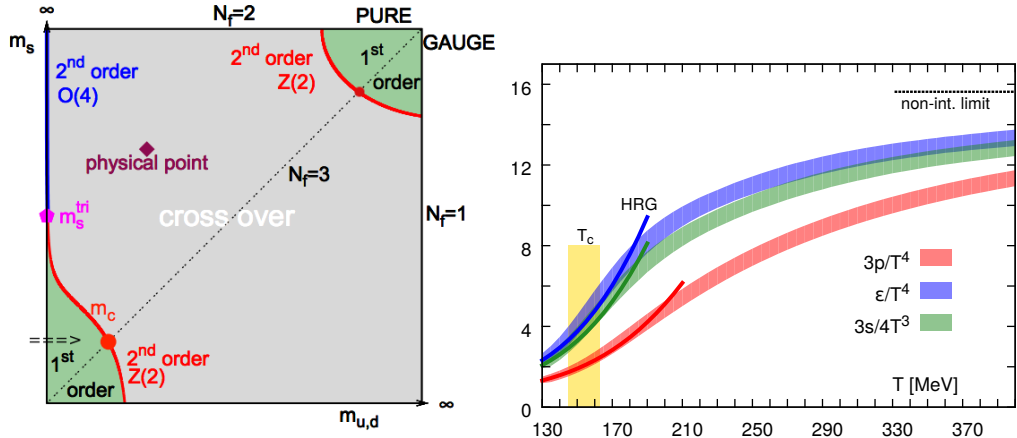 ∞
N_f=2
PURE
GAUGE
m_s
2^nd order
O(4)
2^nd order
Z(2)
1^st
order
physical point
N_f=3
m_s^tri
cross over
N_f=1
m_c
====>
1^st
order
2^nd order
Z(2)
∞
m_u,d
16
12
8
4
0
non-int. limit
HRG
T_c
3p/T^4
ε/T^4
3s/4T^3
T [MeV]
130 170 210 250 290 330 370